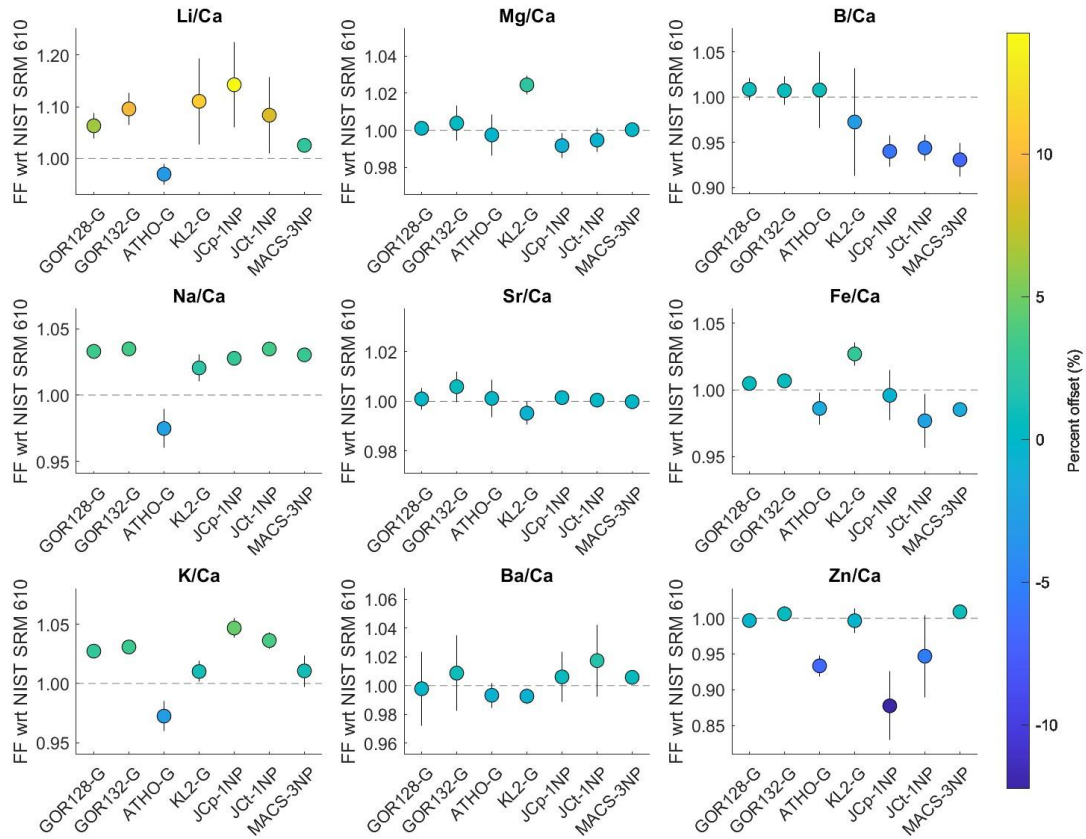 Li/Ca
FF wrt NIST SRM 610
1.20
1.10
1.00
GOR128-G
GOR132-G
ATHO-G
KL2-G
JCp-1NP
JCt-1NP
MACS-3NP
Mg/Ca
FF wrt NIST SRM 610
1.04
1.02
1.00
0.98
GOR128-G
GOR132-G
ATHO-G
KL2-G
JCp-1NP
JCt-1NP
MACS-3NP
B/Ca
FF wrt NIST SRM 610
1.05
1.00
0.95
0.90
GOR128-G
GOR132-G
ATHO-G
KL2-G
JCp-1NP
JCt-1NP
MACS-3NP
Na/Ca
FF wrt NIST SRM 610
1.05
1.00
0.95
GOR128-G
GOR132-G
ATHO-G
KL2-G
JCp-1NP
JCt-1NP
MACS-3NP
Sr/Ca
FF wrt NIST SRM 610
1.02
1.00
0.98
GOR128-G
GOR132-G
ATHO-G
KL2-G
JCp-1NP
JCt-1NP
MACS-3NP
Fe/Ca
FF wrt NIST SRM 610
1.05
1.00
0.95
GOR128-G
GOR132-G
ATHO-G
KL2-G
JCp-1NP
JCt-1NP
MACS-3NP
K/Ca
FF wrt NIST SRM 610
1.05
1.00
0.95
GOR128-G
GOR132-G
ATHO-G
KL2-G
JCp-1NP
JCt-1NP
MACS-3NP
Ba/Ca
FF wrt NIST SRM 610
1.06
1.04
1.02
1.00
0.98
0.96
GOR128-G
GOR132-G
ATHO-G
KL2-G
JCp-1NP
JCt-1NP
MACS-3NP
Zn/Ca
FF wrt NIST SRM 610
1.00
0.95
0.90
0.85
GOR128-G
GOR132-G
ATHO-G
KL2-G
JCp-1NP
JCt-1NP
MACS-3NP
10
5
0
-5
-10
Percent offset (%)